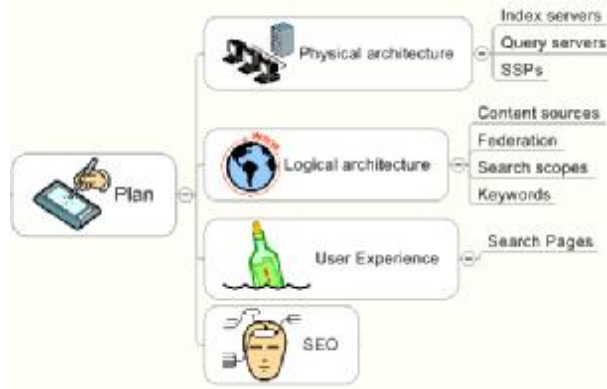 Plan
Physical architecture
Index servers
Query servers
SSPs
Logical architecture
Content sources
Federation
Search scopes
Keywords
User Experience
Search Pages
SEO